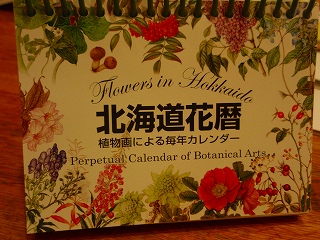 Flowers in Hokkaido
北海道花暦
植物画による毎年カレンダー
Perpetual Calendar of Botanical Arts